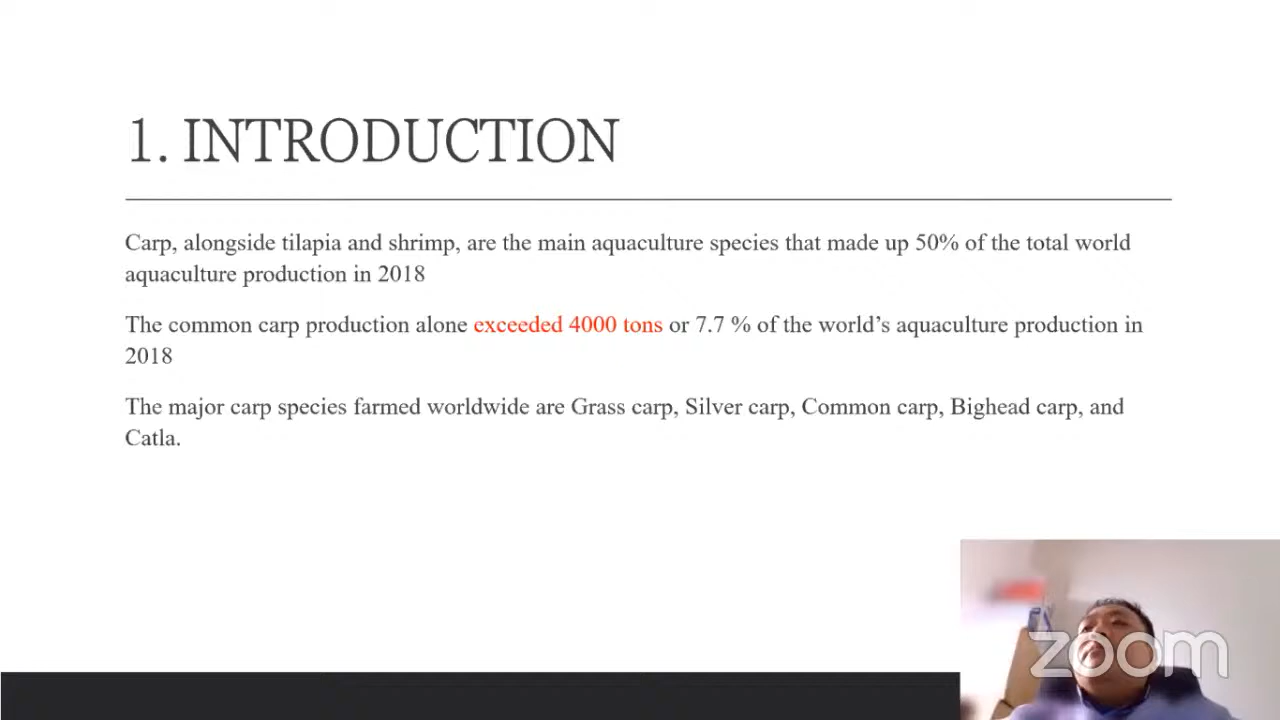 1. INTRODUCTION
Carp, alongside tilapia and shrimp, are the main aquaculture species that made up 50% of the total world
aquaculture production in 2018
The common carp production alone exceeded 4000 tons or 7.7 % of the world’s aquaculture production in
2018
The major carp species farmed worldwide are Grass carp, Silver carp, Common carp, Bighead carp, and
Catla.
zoom